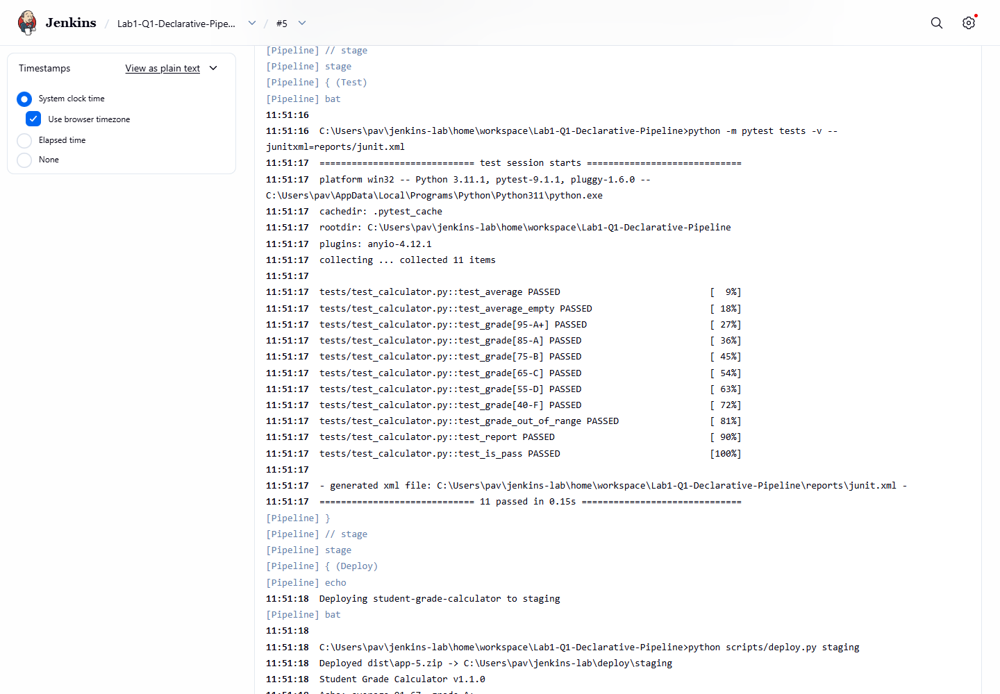 Jenkins / Lab1-Q1-Declarative-Pipe... / #5
Timestamps View as plain text
System clock time
Use browser timezone
Elapsed time
None
[Pipeline] // stage
[Pipeline] stage
[Pipeline] { (Test)
[Pipeline] bat
11:51:16
11:51:16 C:\Users\pav\jenkins-lab\home\workspace\Lab1-Q1-Declarative-Pipeline>python -m pytest tests -v --
junitxml=reports/junit.xml
11:51:17 ============================= test session starts =============================
11:51:17 platform win32 -- Python 3.11.1, pytest-9.1.1, pluggy-1.6.0 --
C:\Users\pav\AppData\Local\Programs\Python\Python311\python.exe
11:51:17 cachedir: .pytest_cache
11:51:17 rootdir: C:\Users\pav\jenkins-lab\home\workspace\Lab1-Q1-Declarative-Pipeline
11:51:17 plugins: anyio-4.12.1
11:51:17 collecting ... collected 11 items
11:51:17
11:51:17 tests/test_calculator.py::test_average PASSED [  9%]
11:51:17 tests/test_calculator.py::test_average_empty PASSED [ 18%]
11:51:17 tests/test_calculator.py::test_grade[95-A+] PASSED [ 27%]
11:51:17 tests/test_calculator.py::test_grade[85-A] PASSED [ 36%]
11:51:17 tests/test_calculator.py::test_grade[75-B] PASSED [ 45%]
11:51:17 tests/test_calculator.py::test_grade[65-C] PASSED [ 54%]
11:51:17 tests/test_calculator.py::test_grade[55-D] PASSED [ 63%]
11:51:17 tests/test_calculator.py::test_grade[40-F] PASSED [ 72%]
11:51:17 tests/test_calculator.py::test_grade_out_of_range PASSED [ 81%]
11:51:17 tests/test_calculator.py::test_report PASSED [ 90%]
11:51:17 tests/test_calculator.py::test_is_pass PASSED [100%]
11:51:17
11:51:17 - generated xml file: C:\Users\pav\jenkins-lab\home\workspace\Lab1-Q1-Declarative-Pipeline\reports\junit.xml -
11:51:17 ============================= 11 passed in 0.15s ==============================
[Pipeline] }
[Pipeline] // stage
[Pipeline] stage
[Pipeline] { (Deploy)
[Pipeline] echo
11:51:18 Deploying student-grade-calculator to staging
[Pipeline] bat
11:51:18
11:51:18 C:\Users\pav\jenkins-lab\home\workspace\Lab1-Q1-Declarative-Pipeline>python scripts/deploy.py staging
11:51:18 Deployed dist\app-5.zip -> C:\Users\pav\jenkins-lab\deploy\staging
11:51:18 Student Grade Calculator v1.1.0